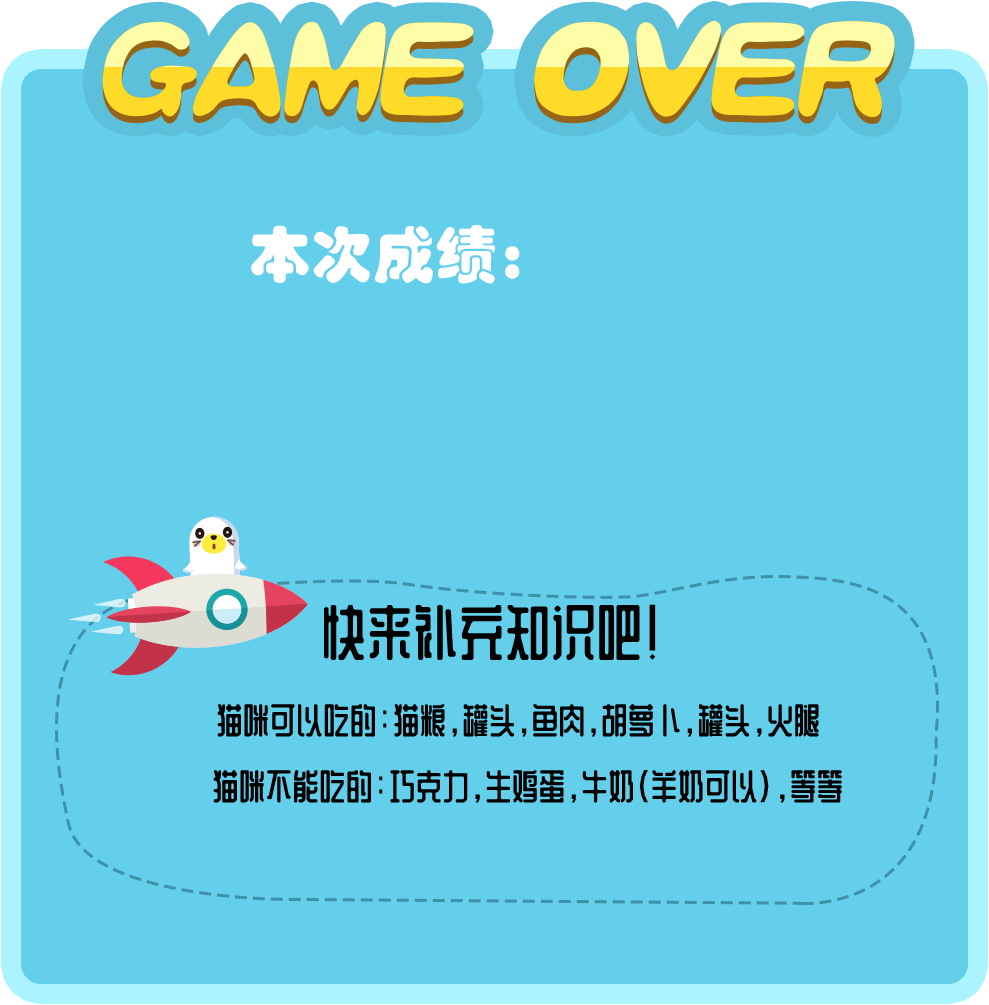 GAME OVER
本次成绩：
快来补充知识吧！
猫咪可以吃的：猫粮，罐头，鱼肉，胡萝卜，罐头，火腿
猫咪不能吃的：巧克力，生鸡蛋，牛奶（羊奶可以），等等